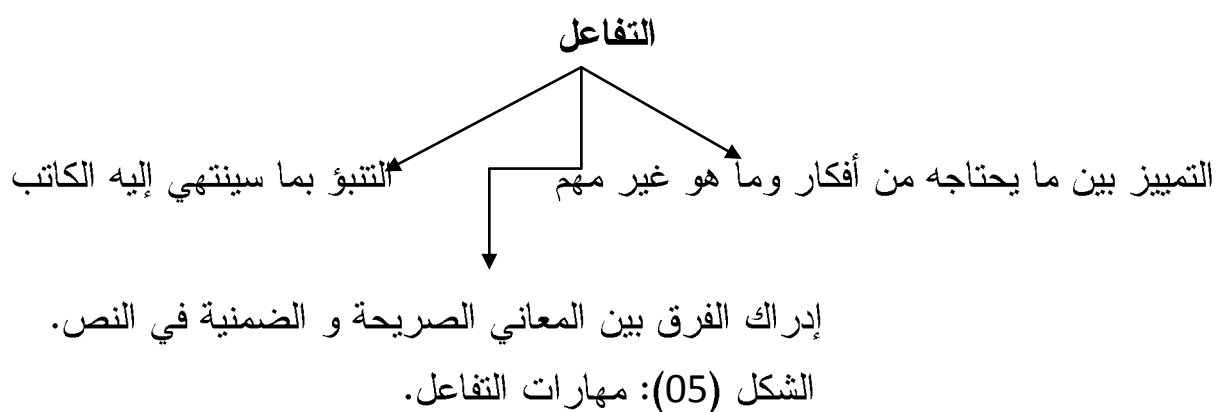 التفاعل
التمييز بين ما يحتاجه من أفكار وما هو غير مهم
التنبؤ بما سينتهي إليه الكاتب
إدراك الفرق بين المعاني الصريحة و الضمنية في النص.
الشكل (05): مهارات التفاعل.